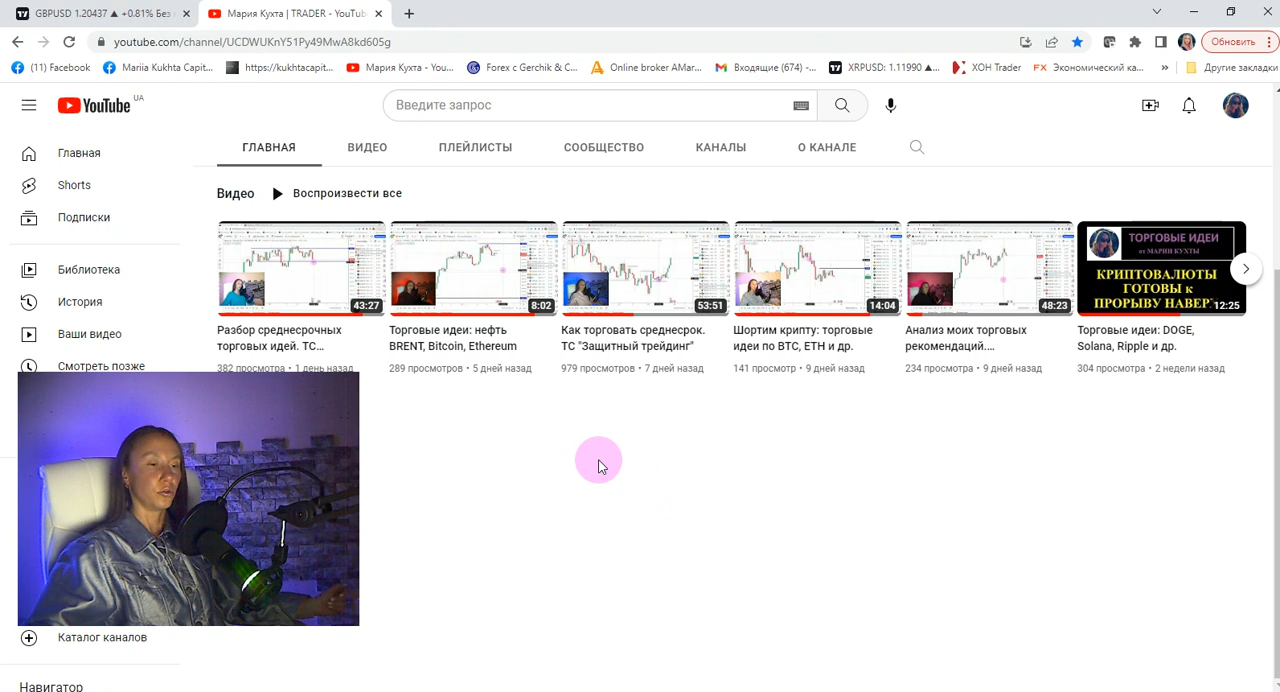 GBPUSD 1.20437 ▲ +0.81% Без
Мария Кухта | TRADER - YouTub
youtube.com/channel/UCDWUKnY51Py49MwA8kd605g
Обновить
(11) Facebook
Mariia Kukhta Capit...
https://kukhtacapit...
Мария Кухта - You...
Forex c Gerchik & C...
Online broker AMar...
Входящие (674) -...
XRPUSD: 1.11990 ▲...
XOH Trader
FX Экономический ка...
»
Другие закладки
YouTube UA
Введите запрос
ГЛАВНАЯ
ВИДЕО
ПЛЕЙЛИСТЫ
СООБЩЕСТВО
КАНАЛЫ
О КАНАЛЕ
Главная
Shorts
Подписки
Библиотека
История
Ваши видео
Смотреть позже
Каталог каналов
Навигатор
Видео
Воспроизвести все
43:27
Разбор среднесрочных
торговых идей. ТС...
382 просмотра • 1 день назад
8:02
Торговые идеи: нефть
BRENT, Bitcoin, Ethereum
289 просмотров • 5 дней назад
53:51
Как торговать среднесрок.
ТС "Защитный трейдинг"
979 просмотров • 7 дней назад
14:04
Шортим крипту: торговые
идеи по BTC, ETH и др.
141 просмотр • 9 дней назад
48:23
Анализ моих торговых
рекомендаций....
234 просмотра • 9 дней назад
ТОРГОВЫЕ ИДЕИ
от МАРИИ КУХТЫ
КРИПТОВАЛЮТЫ
ГОТОВЫ к
ПРОРЫВУ НАВЕР
12:25
Торговые идеи: DOGE,
Solana, Ripple и др.
304 просмотра • 2 недели назад